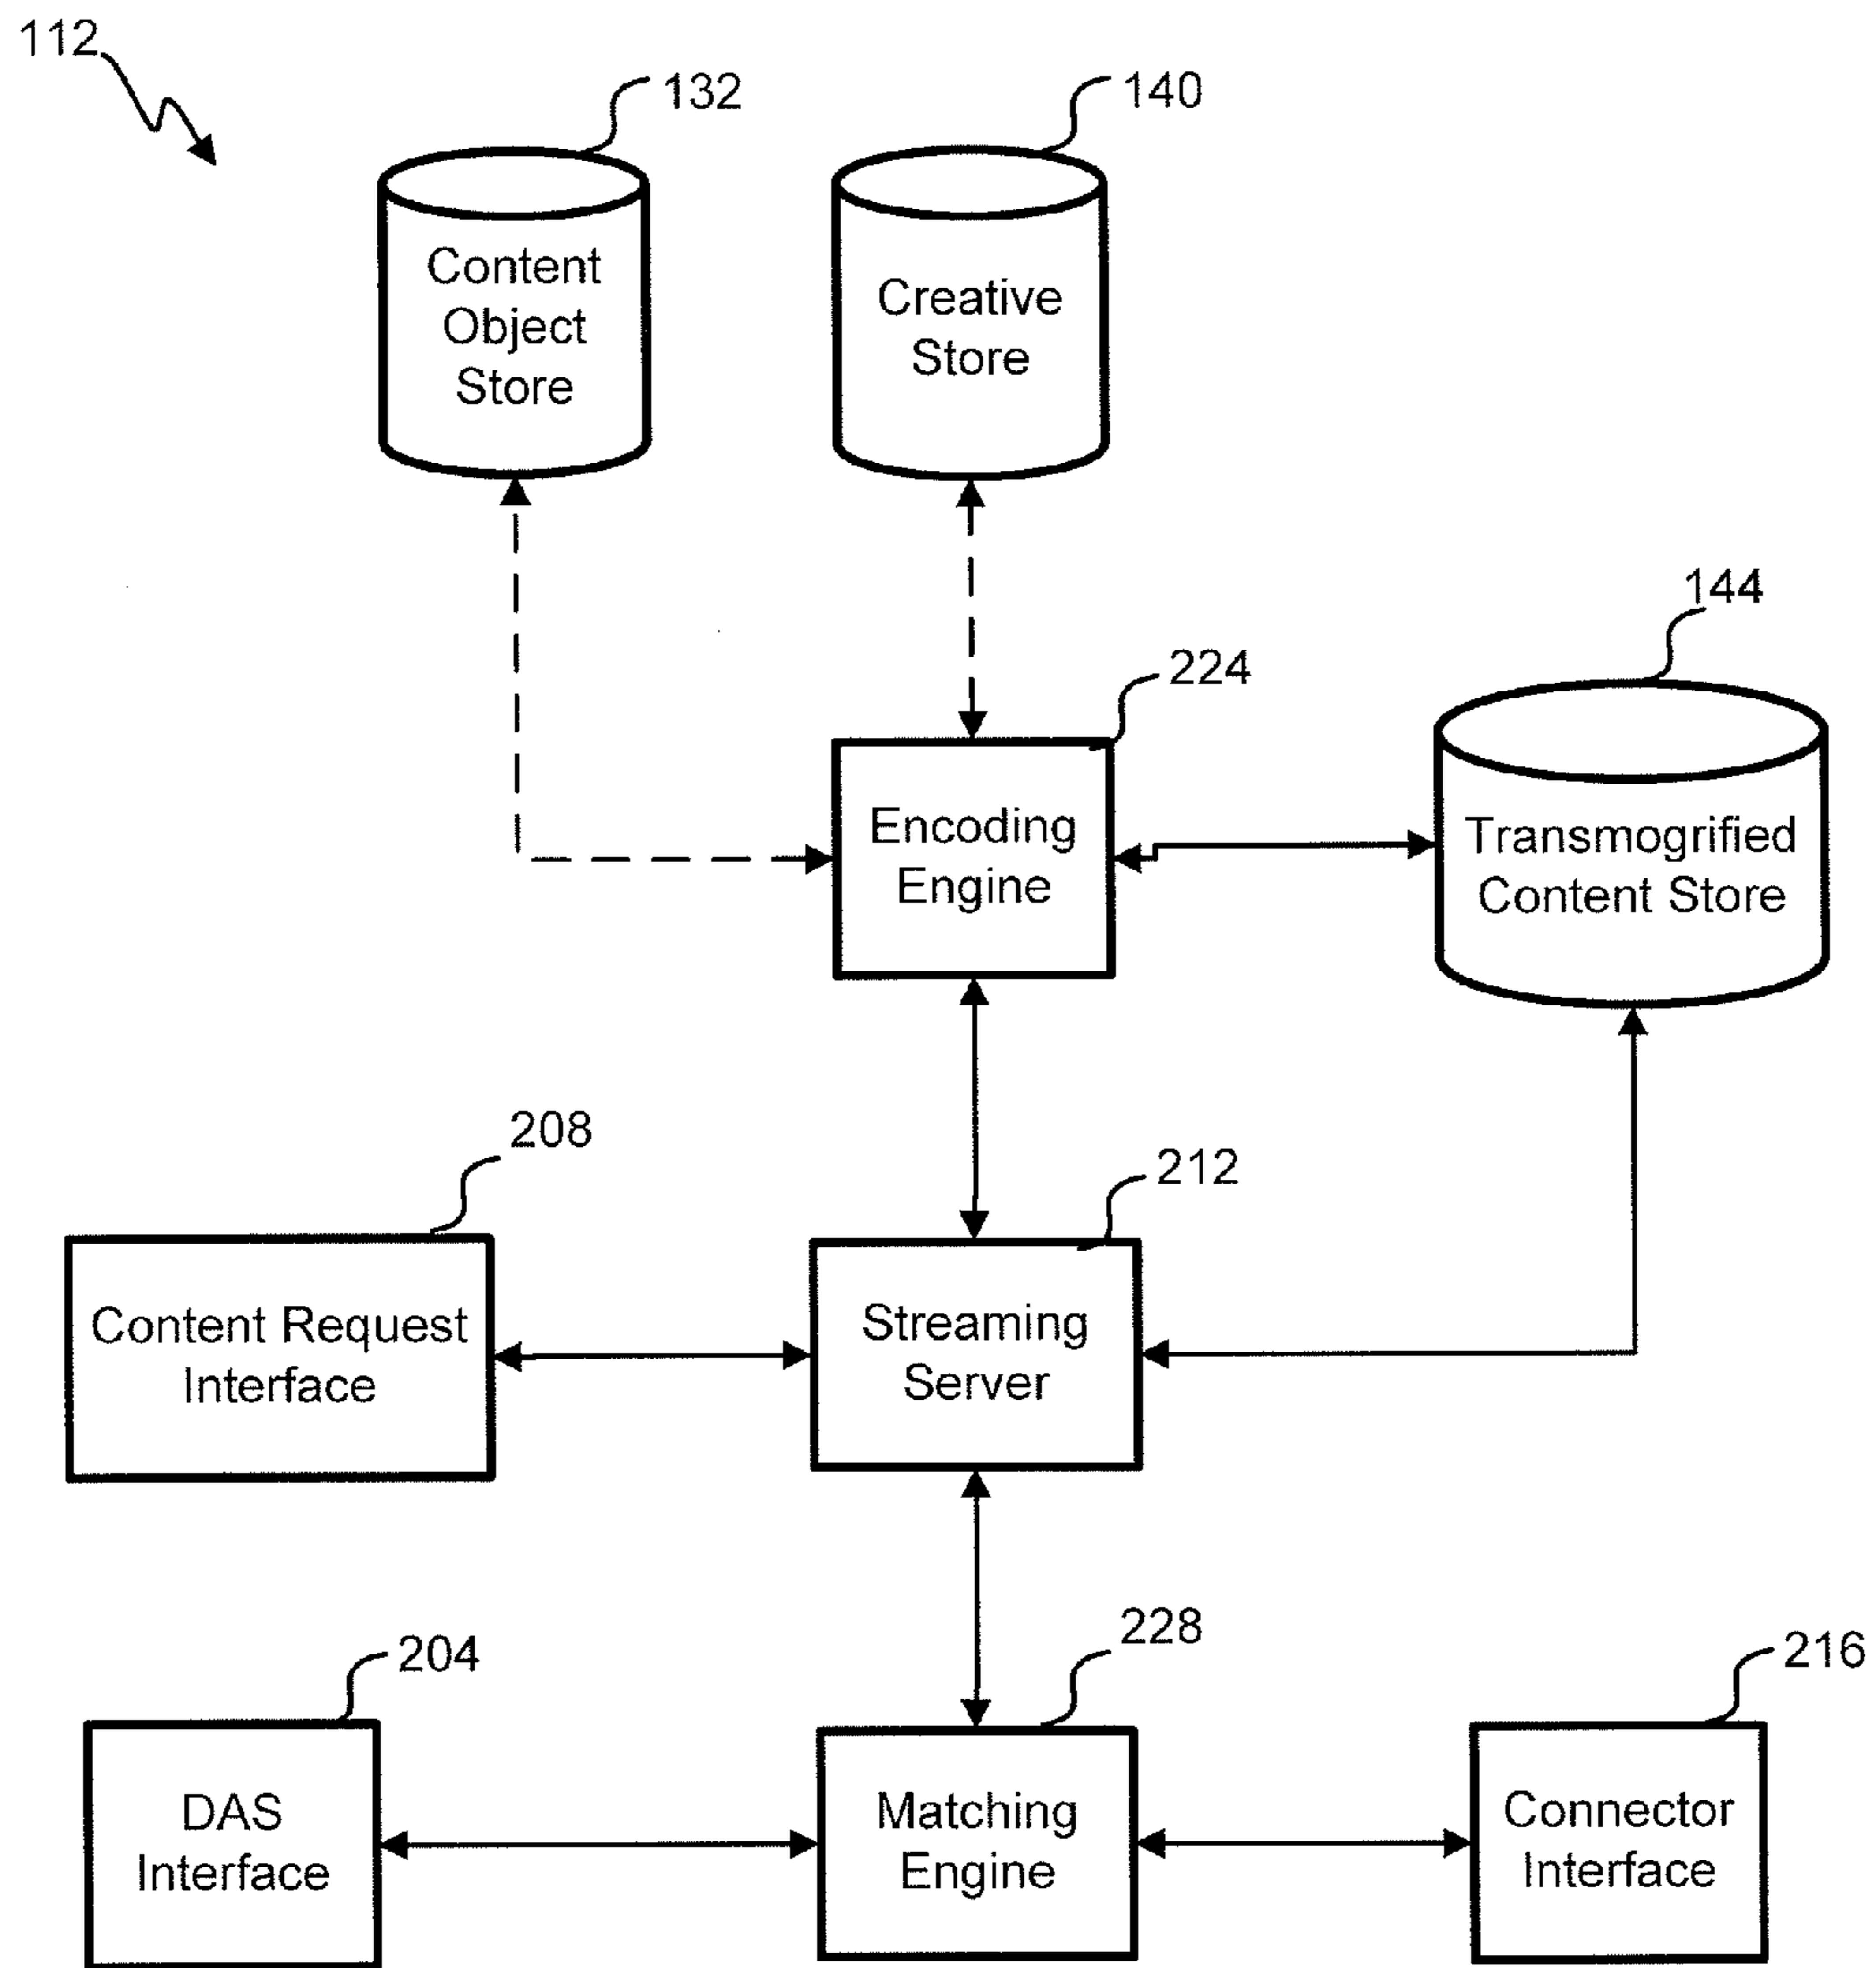 112
132
140
Content
Object
Store
Creative
Store
144
224
Encoding
Engine
Transmogrified
Content Store
208
212
Content Request
Interface
Streaming
Server
204
228
216
DAS
Interface
Matching
Engine
Connector
Interface